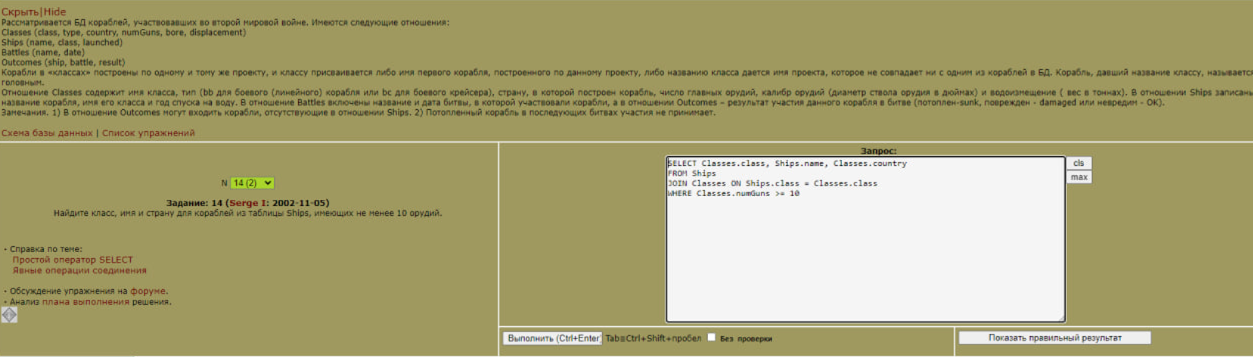 Скрыть|Hide
Рассматривается БД кораблей, участвовавших во второй мировой войне. Имеются следующие отношения:
Classes (class, type, country, numGuns, bore, displacement)
Ships (name, class, launched)
Battles (name, date)
Outcomes (ship, battle, result)
Корабли в «классах» построены по одному и тому же проекту, и классу присваивается либо имя первого корабля, построенного по данному проекту, либо названию класса дается имя проекта, которое не совпадает ни с одним из кораблей в БД. Корабль, давший название классу, называется
головным.
Отношение Classes содержит имя класса, тип (bb для боевого (линейного) корабля или bc для боевого крейсера), страну, в которой построен корабль, число главных орудий, калибр орудий (диаметр ствола орудия в дюймах) и водоизмещение ( вес в тоннах). В отношении Ships записаны
название корабля, имя его класса и год спуска на воду. В отношение Battles включены название и дата битвы, в которой участвовали корабли, а в отношении Outcomes – результат участия данного корабля в битве (потоплен-sunk, поврежден - damaged или невредим - OK).
Замечания. 1) В отношение Outcomes могут входить корабли, отсутствующие в отношении Ships. 2) Потопленный корабль в последующих битвах участия не принимает.
Схема базы данных | Список упражнений
N 14 (2)
Задание: 14 (Serge I: 2002-11-05)
Найдите класс, имя и страну для кораблей из таблицы Ships, имеющих не менее 10 орудий.
- Справка по теме:
Простой оператор SELECT
Явные операции соединения
- Обсуждение упражнения на форуме.
- Анализ плана выполнения решения.
Запрос:
SELECT Classes.class, Ships.name, Classes.country
FROM Ships
JOIN Classes ON Ships.class = Classes.class
WHERE Classes.numGuns >= 10
cls
max
Выполнить (Ctrl+Enter) Tab=Ctrl+Shift+пробел Без проверки
Показать правильный результат